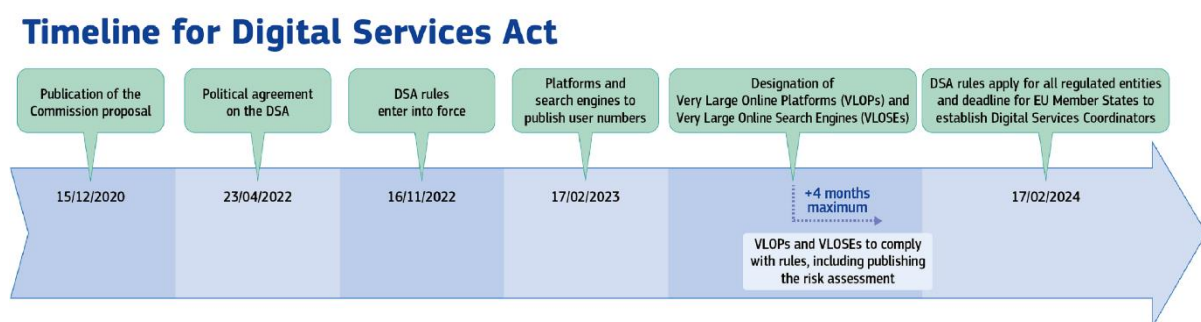 Timeline for Digital Services Act
Publication of the
Commission proposal
Political agreement
on the DSA
DSA rules
enter into force
Platforms and
search engines to
publish user numbers
Designation of
Very Large Online Platforms (VLOPs) and
Very Large Online Search Engines (VLOSEs)
DSA rules apply for all regulated entities
and deadline for EU Member States to
establish Digital Services Coordinators
15/12/2020
23/04/2022
16/11/2022
17/02/2023
+4 months
maximum
17/02/2024
VLOPs and VLOSEs to comply
with rules, including publishing
the risk assessment